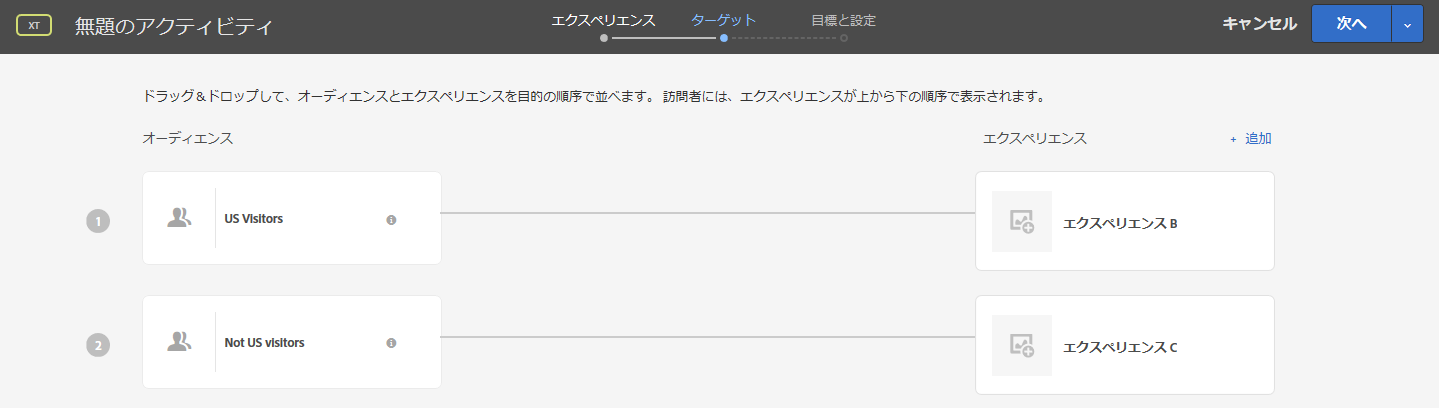 XT 無題のアクティビティ エクスペリエンス ターゲット 目標と設定 キャンセル 次へ
ドラッグ＆ドロップして、オーディエンスとエクスペリエンスを目的の順序で並べます。 訪問者には、エクスペリエンスが上から下の順序で表示されます。
オーディエンス エクスペリエンス + 追加
1 US Visitors エクスペリエンス B
2 Not US visitors エクスペリエンス C